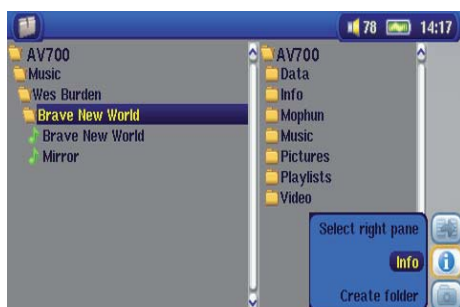 78 14:17
AV700
Music
Wes Burden
Brave New World
Brave New World
Mirror
AV700
Data
Info
Mophun
Music
Pictures
Playlists
Video
Select right pane
Info
Create folder